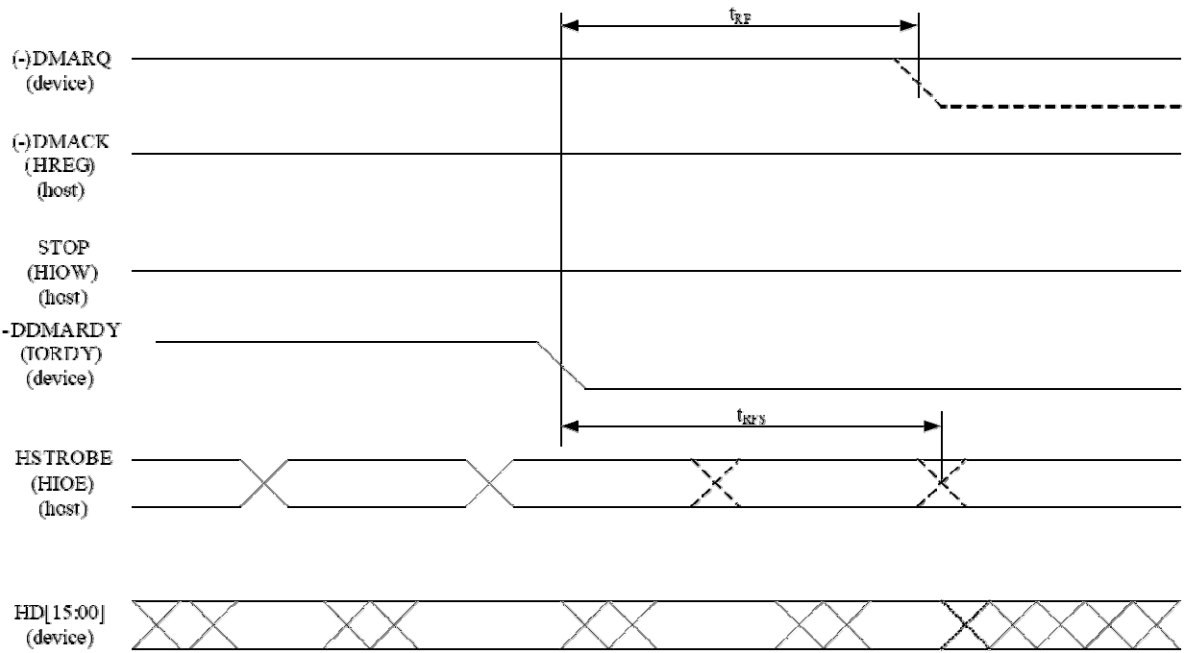 tRF
(-)DMARQ
(device)
(-)DMACK
(HREG)
(host)
STOP
(HIOW)
(host)
-DDMARDY
(IORDY)
(device)
tRFS
HSTROBE
(HIOE)
(host)
HD[15:00]
(device)